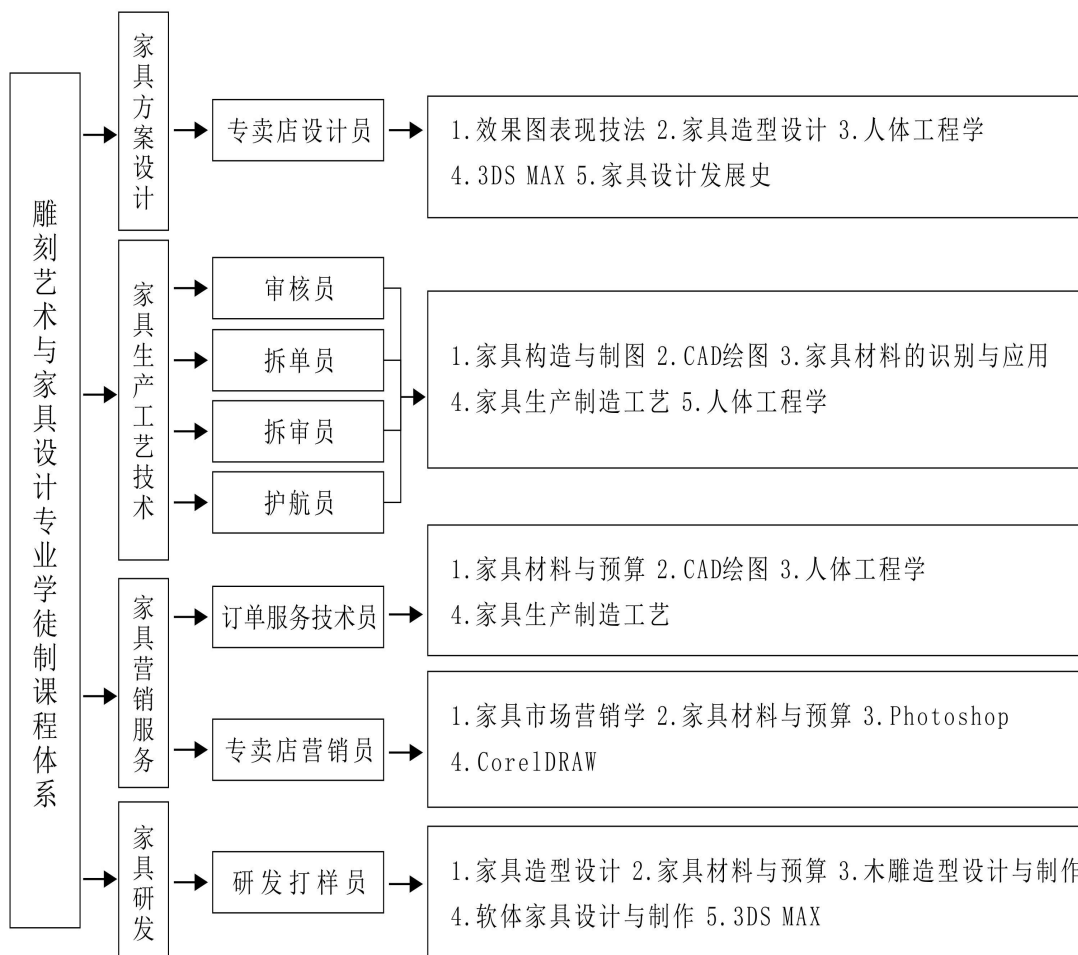 雕刻艺术与家具设计专业学徒制课程体系
家具方案设计
专卖店设计员
1.效果图表现技法 2.家具造型设计 3.人体工程学
4.3DS MAX 5.家具设计发展史
家具生产工艺技术
审核员
拆单员
拆审员
护航员
1.家具构造与制图 2.CAD绘图 3.家具材料的识别与应用
4.家具生产制造工艺 5.人体工程学
家具营销服务
订单服务技术员
1.家具材料与预算 2.CAD绘图 3.人体工程学
4.家具生产制造工艺
专卖店营销员
1.家具市场营销学 2.家具材料与预算 3.Photoshop
4.CorelDRAW
家具研发
研发打样员
1.家具造型设计 2.家具材料与预算 3.木雕造型设计与制作
4.软体家具设计与制作 5.3DS MAX